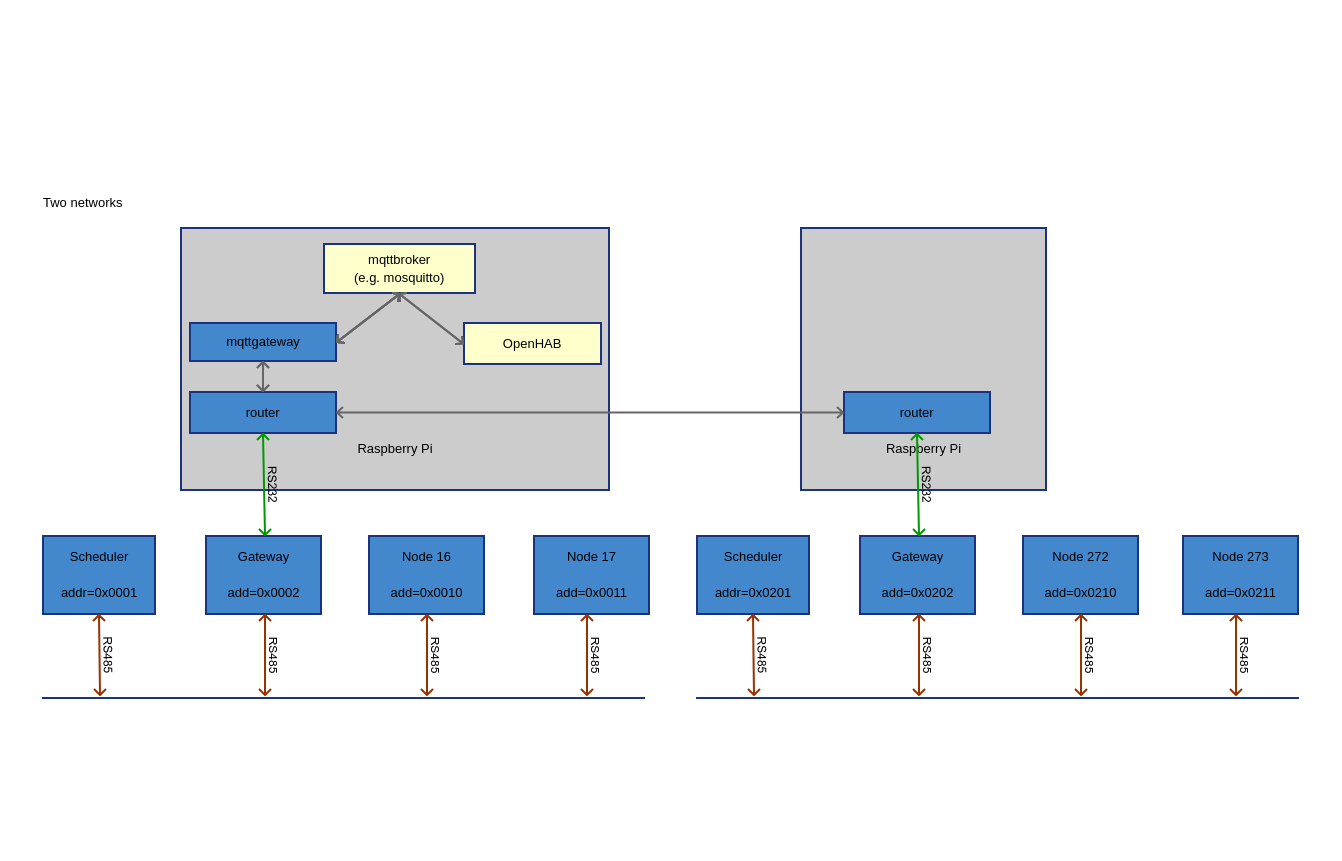 Two networks
mqttbroker
(e.g. mosquitto)
mqttgateway
OpenHAB
router
router
Raspberry Pi
Raspberry Pi
RS232
RS232
Scheduler
addr=0x0001
Gateway
add=0x0002
Node 16
add=0x0010
Node 17
add=0x0011
Scheduler
addr=0x0201
Gateway
add=0x0202
Node 272
add=0x0210
Node 273
add=0x0211
RS485
RS485
RS485
RS485
RS485
RS485
RS485
RS485